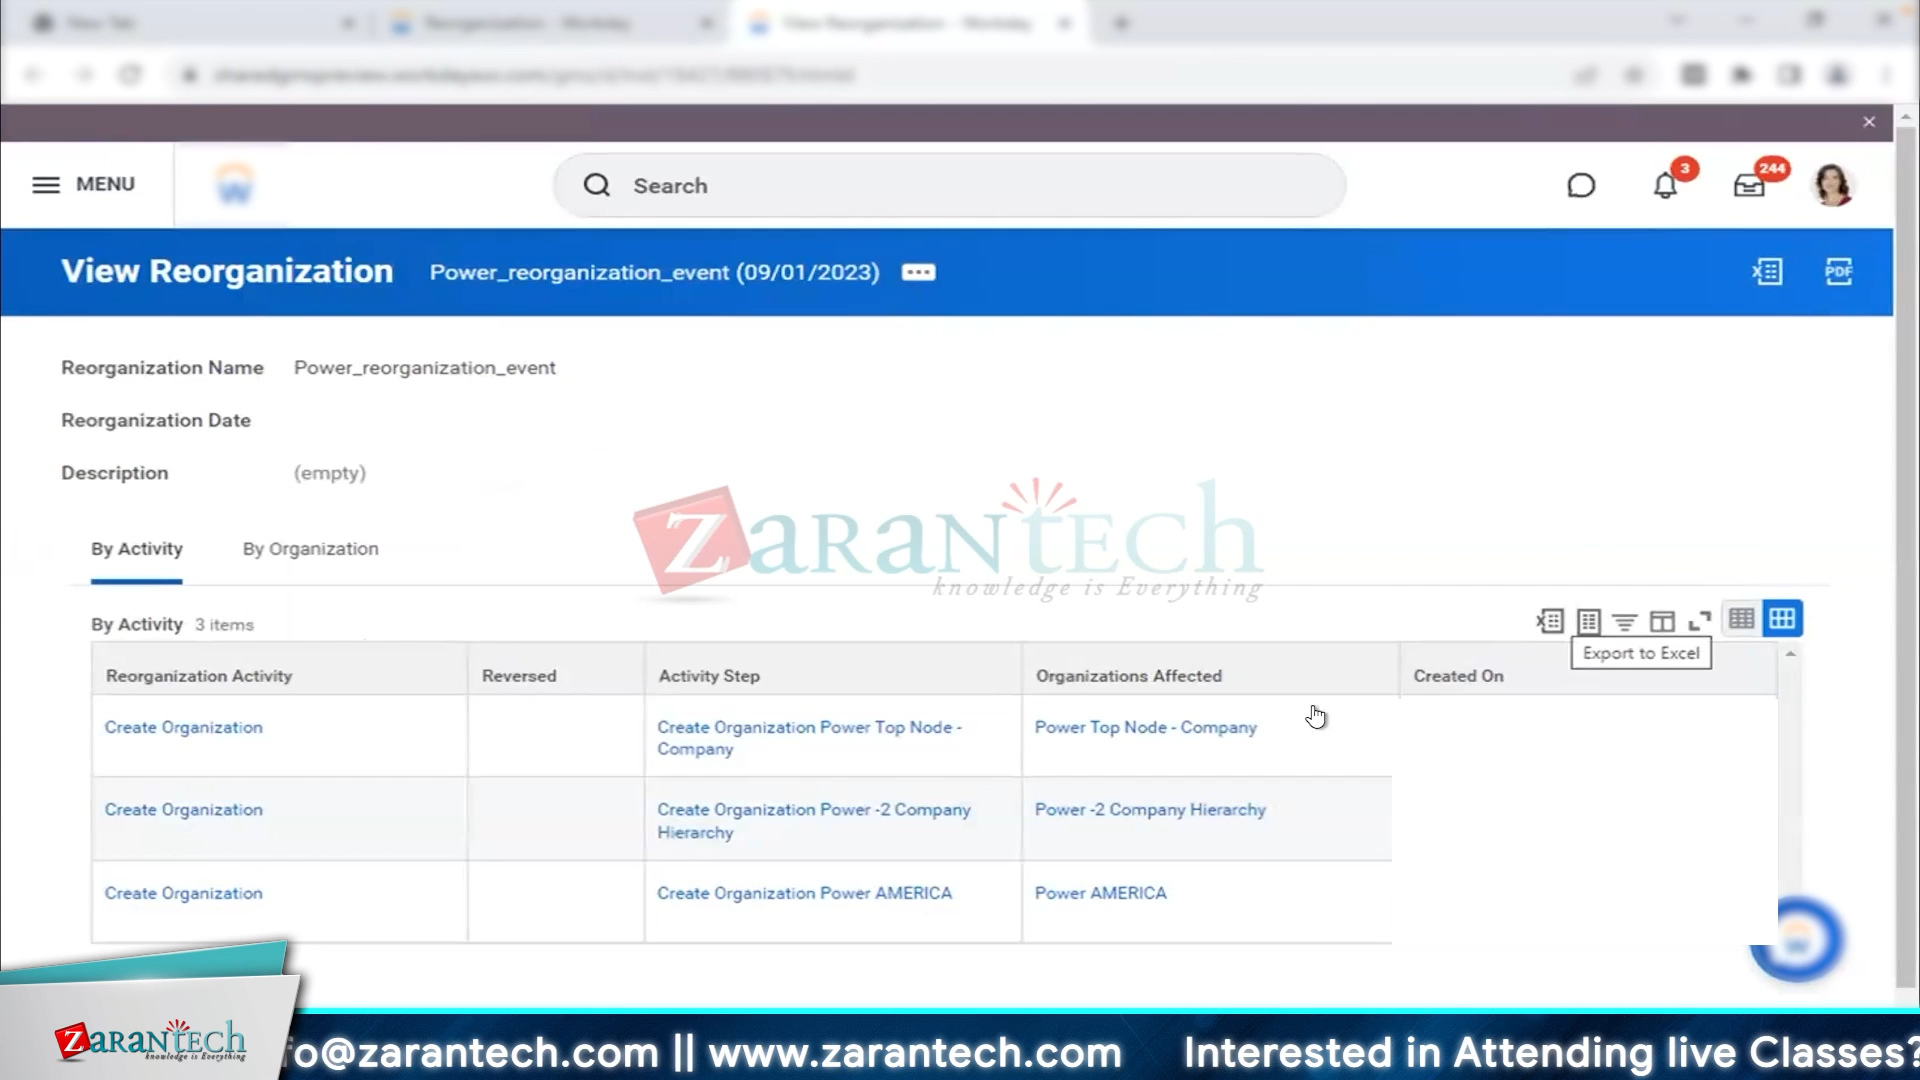 MENU
Search
3
244
View Reorganization Power_reorganization_event (09/01/2023)
PDF
Reorganization Name Power_reorganization_event
Reorganization Date
Description (empty)
ZaranTech
knowledge is Everything
By Activity By Organization
By Activity 3 items
Export to Excel
Reorganization Activity Reversed Activity Step Organizations Affected Created On
Create Organization Create Organization Power Top Node - Power Top Node - Company
Company
Create Organization Create Organization Power -2 Company Power -2 Company Hierarchy
Hierarchy
Create Organization Create Organization Power AMERICA Power AMERICA
ZaranTech
knowledge is Everything
fo@zarantech.com || www.zarantech.com Interested in Attending live Classes?